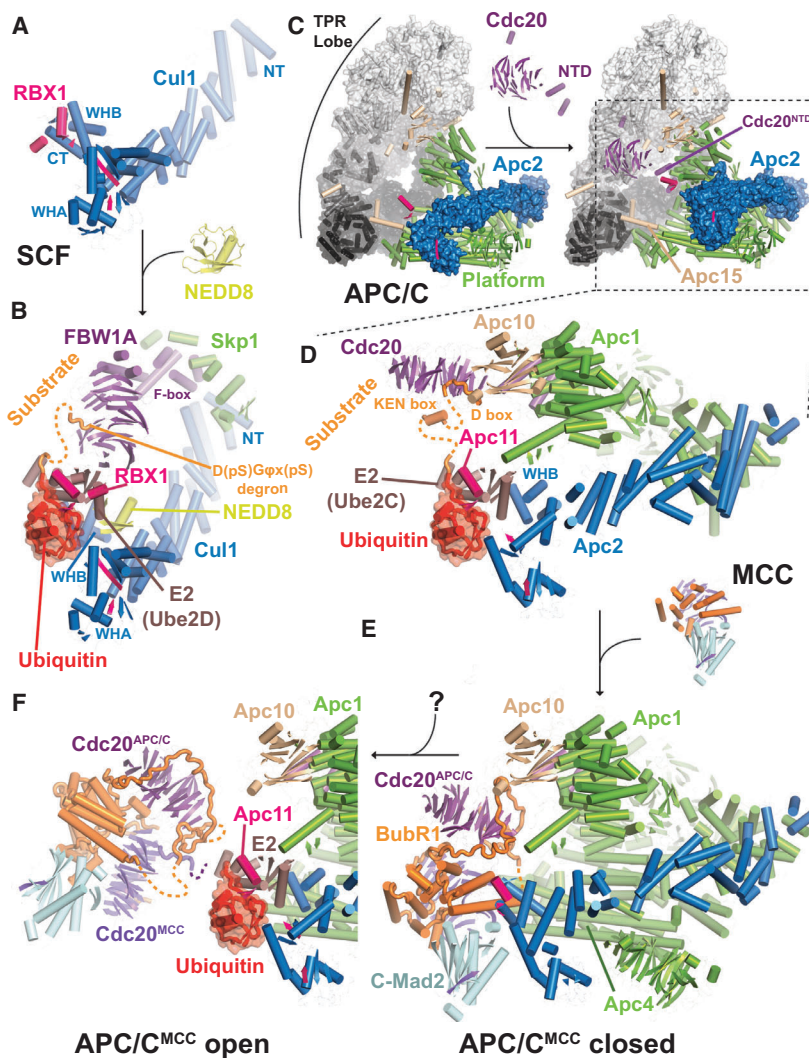 A
Cul1
NT
RBX1
WHB
CT
WHA
SCF
NEDD8
B
FBW1A
Skp1
Substrate
F-box
NT
D(pS)Gφx(pS)
degron
RBX1
NEDD8
Cul1
WHB
E2
(Ube2D)
WHA
Ubiquitin
C
TPR
Lobe
Cdc20
NTD
Cdc20NTD
Apc2
Apc2
Platform
Apc15
APC/C
D
Apc10
Apc1
Cdc20
Substrate
KEN box
D box
Apc11
E2
(Ube2C)
WHB
Ubiquitin
Apc2
MCC
E
?
Apc10
Apc1
Cdc20APC/C
BubR1
C-Mad2
Apc4
APC/CMCC closed
F
Apc10
Apc1
Cdc20APC/C
Apc11
E2
Cdc20MCC
Ubiquitin
APC/CMCC open